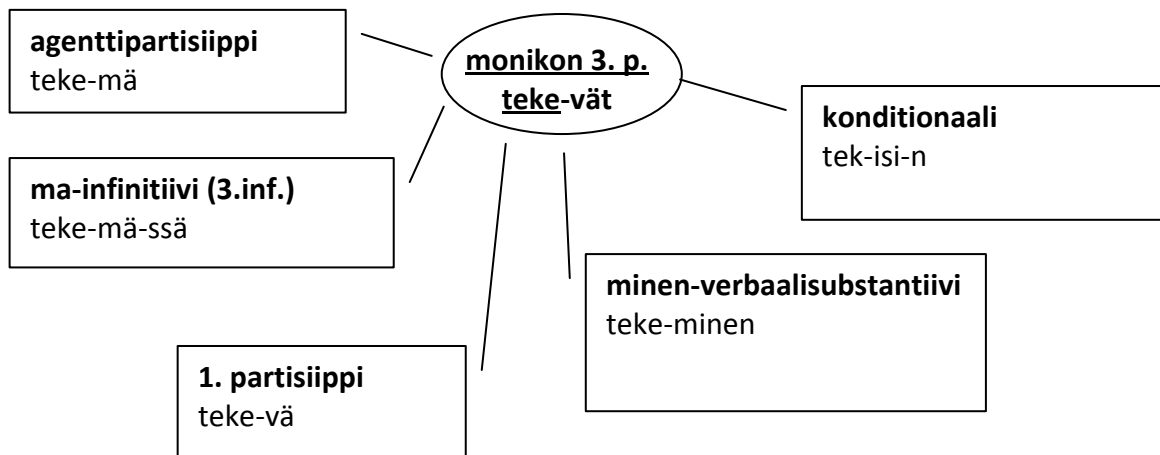 agenttipartisiippi
teke-mä
monikon 3. p.
teke-vät
konditionaali
tek-isi-n
ma-infinitiivi (3.inf.)
teke-mä-ssä
minen-verbaalisubstantiivi
teke-minen
1. partisiippi
teke-vä